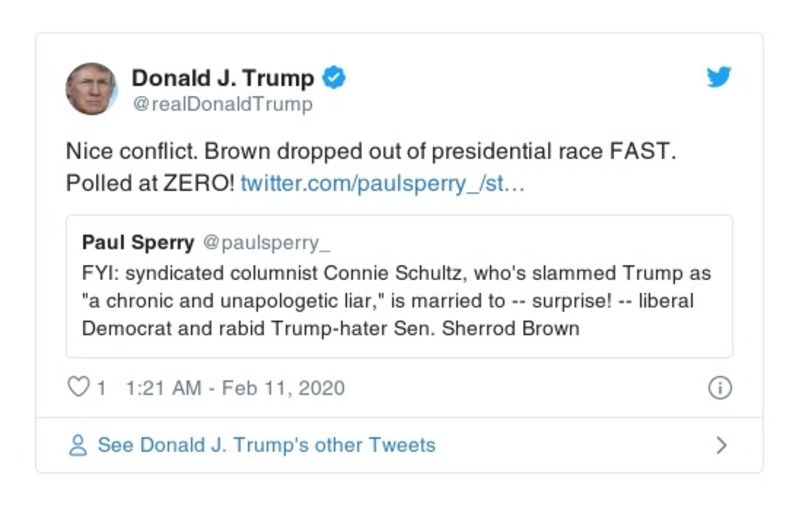 Donald J. Trump
@realDonaldTrump
Nice conflict. Brown dropped out of presidential race FAST.
Polled at ZERO! twitter.com/paulsperry_/st…
Paul Sperry @paulsperry_
FYI: syndicated columnist Connie Schultz, who's slammed Trump as
"a chronic and unapologetic liar," is married to -- surprise! -- liberal
Democrat and rabid Trump-hater Sen. Sherrod Brown
1 1:21 AM - Feb 11, 2020
See Donald J. Trump's other Tweets